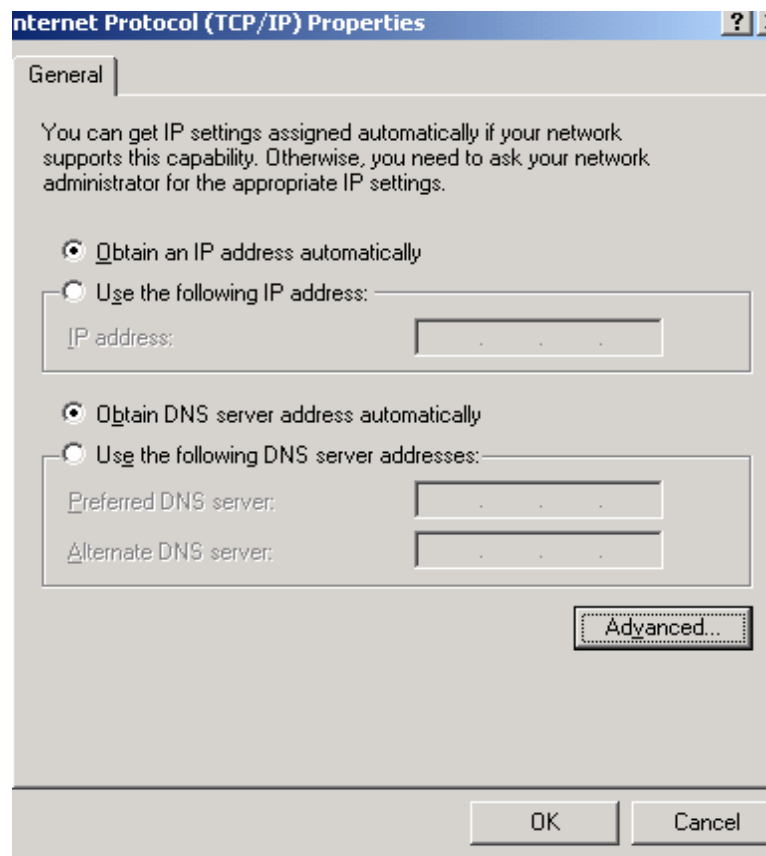 nternet Protocol (TCP/IP) Properties ?
General
You can get IP settings assigned automatically if your network
supports this capability. Otherwise, you need to ask your network
administrator for the appropriate IP settings.
Obtain an IP address automatically
Use the following IP address:
IP address:
Obtain DNS server address automatically
Use the following DNS server addresses:
Preferred DNS server:
Alternate DNS server:
Advanced...
OK Cancel